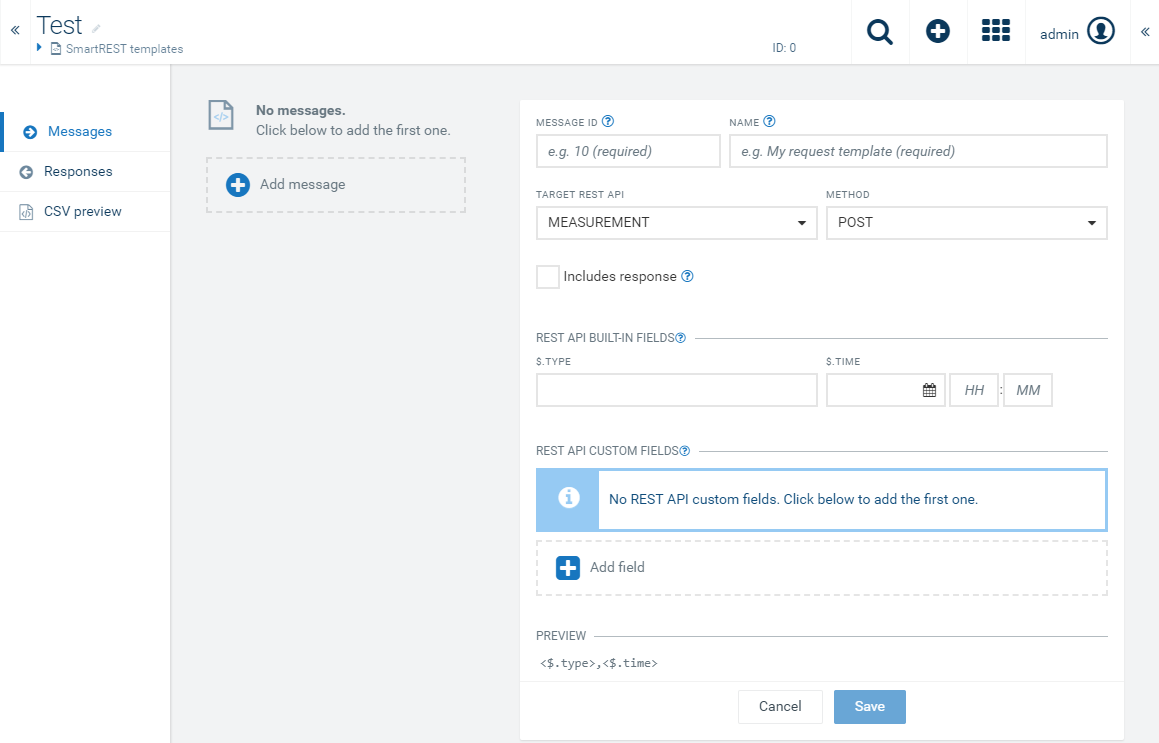 «
Test
SmartREST templates
ID: 0
admin
«
Messages
Responses
CSV preview
No messages.
Click below to add the first one.
Add message
MESSAGE ID
NAME
e.g. 10 (required)
e.g. My request template (required)
TARGET REST API
METHOD
MEASUREMENT
POST
Includes response
REST API BUILT-IN FIELDS
$.TYPE
$.TIME
HH : MM
REST API CUSTOM FIELDS
No REST API custom fields. Click below to add the first one.
Add field
PREVIEW
<$.type>,<$.time>
Cancel
Save